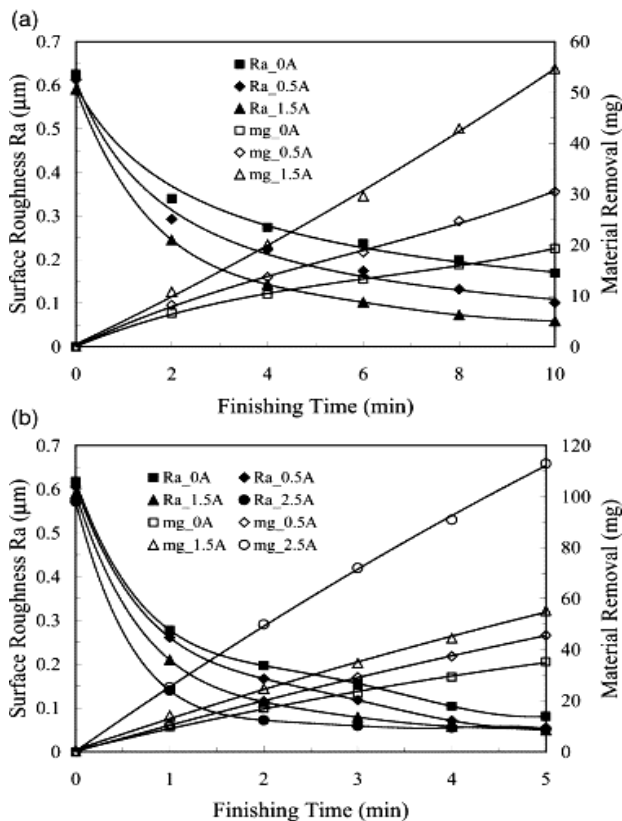 (a)
0.7
0.6
0.5
0.4
0.3
0.2
0.1
0
Surface Roughness Ra (µm)
Ra_0A
Ra_0.5A
Ra_1.5A
mg_0A
mg_0.5A
mg_1.5A
60
50
40
30
20
10
0
Material Removal (mg)
0 2 4 6 8 10
Finishing Time (min)
(b)
0.7
0.6
0.5
0.4
0.3
0.2
0.1
0
Surface Roughness Ra (µm)
Ra_0A Ra_0.5A
Ra_1.5A Ra_2.5A
mg_0A mg_0.5A
mg_1.5A mg_2.5A
120
100
80
60
40
20
0
Material Removal (mg)
0 1 2 3 4 5
Finishing Time (min)